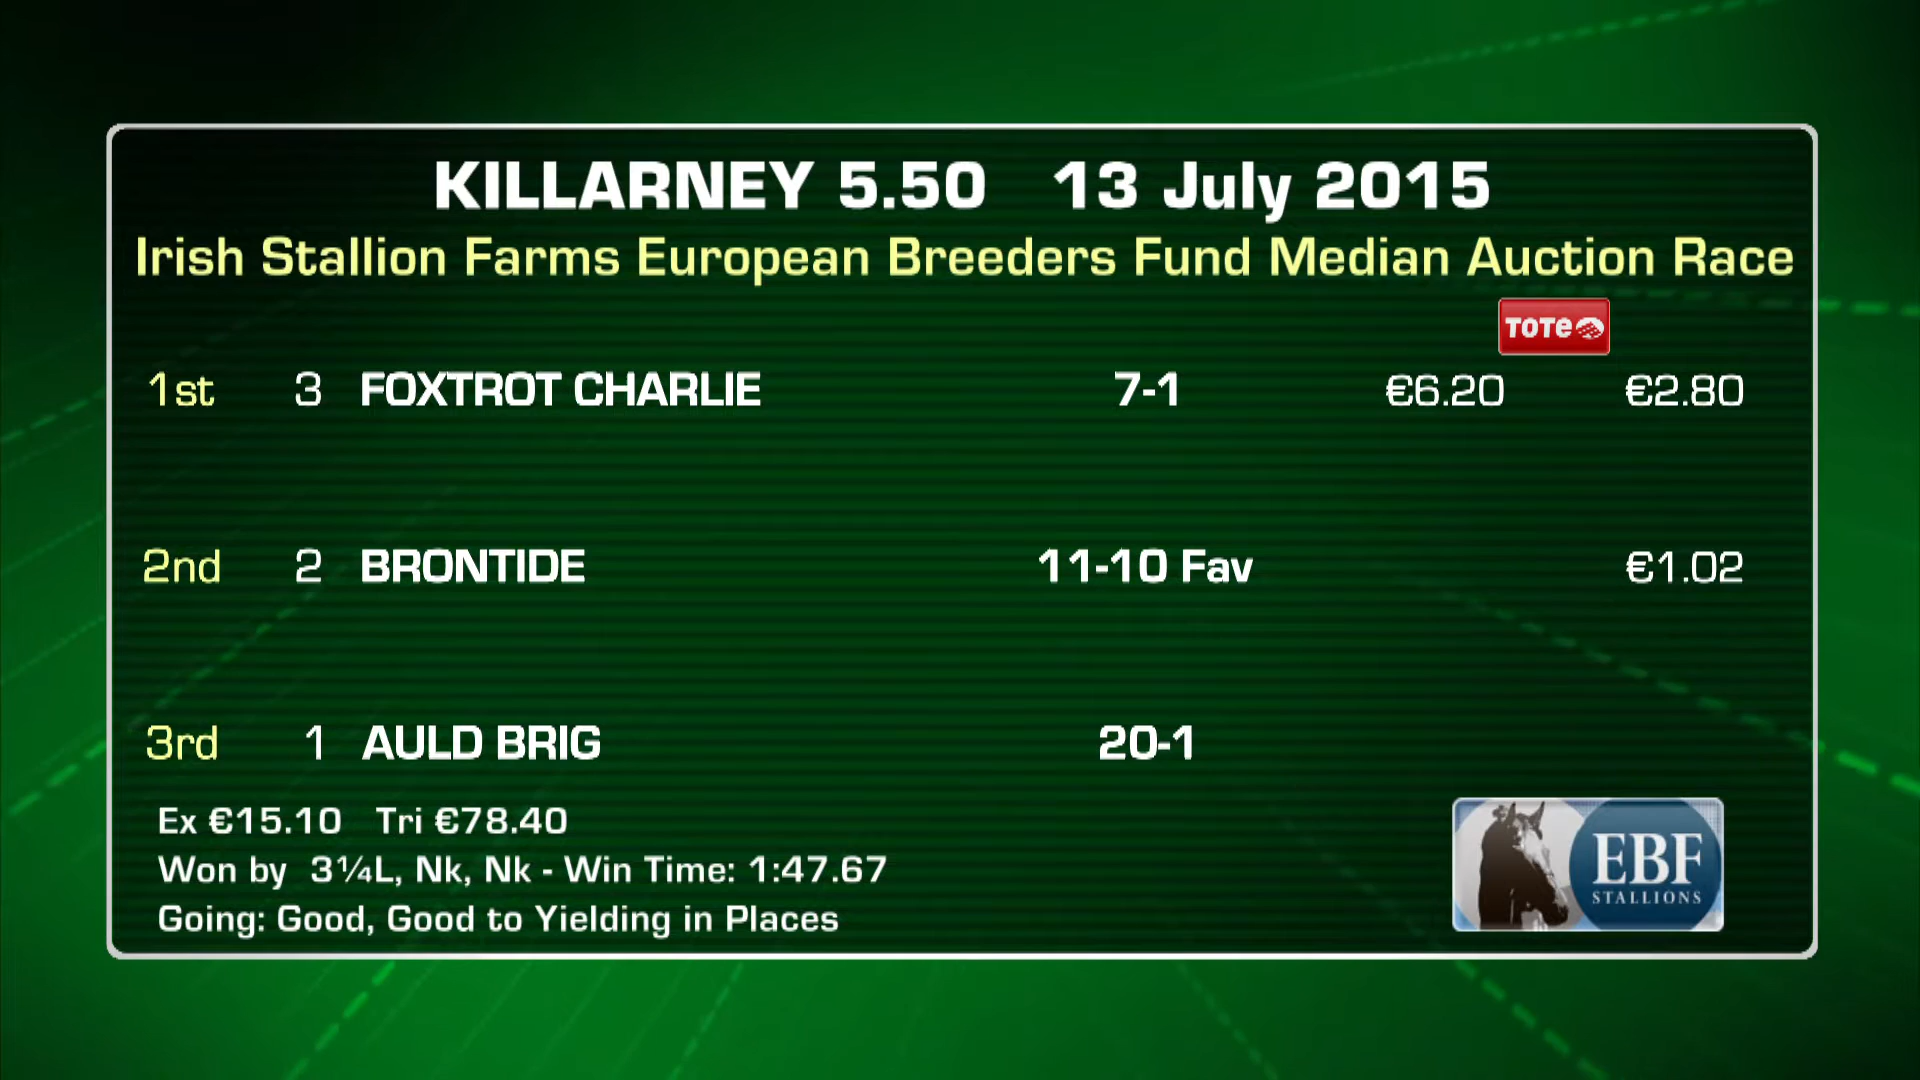 KILLARNEY 5.50 13 July 2015
Irish Stallion Farms European Breeders Fund Median Auction Race
TOTE
1st 3 FOXTROT CHARLIE 7-1 €6.20 €2.80
2nd 2 BRONTIDE 11-10 Fav €1.02
3rd 1 AULD BRIG 20-1
Ex €15.10 Tri €78.40
Won by 3¼L, Nk, Nk - Win Time: 1:47.67
Going: Good, Good to Yielding in Places
EBF
STALLIONS